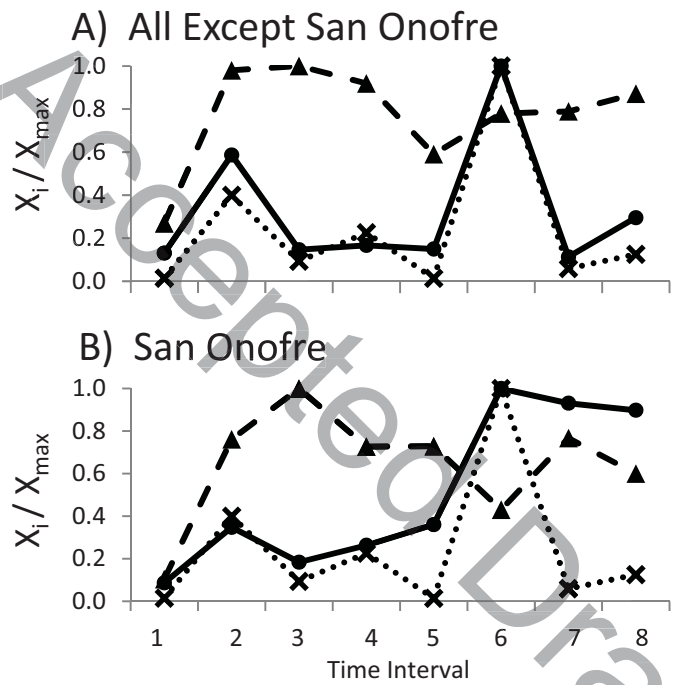 A) All Except San Onofre
Xi / Xmax
1.0
0.8
0.6
0.4
0.2
0.0
B) San Onofre
Xi / Xmax
1.0
0.8
0.6
0.4
0.2
0.0
1 2 3 4 5 6 7 8
Time Interval
Accepted Dra